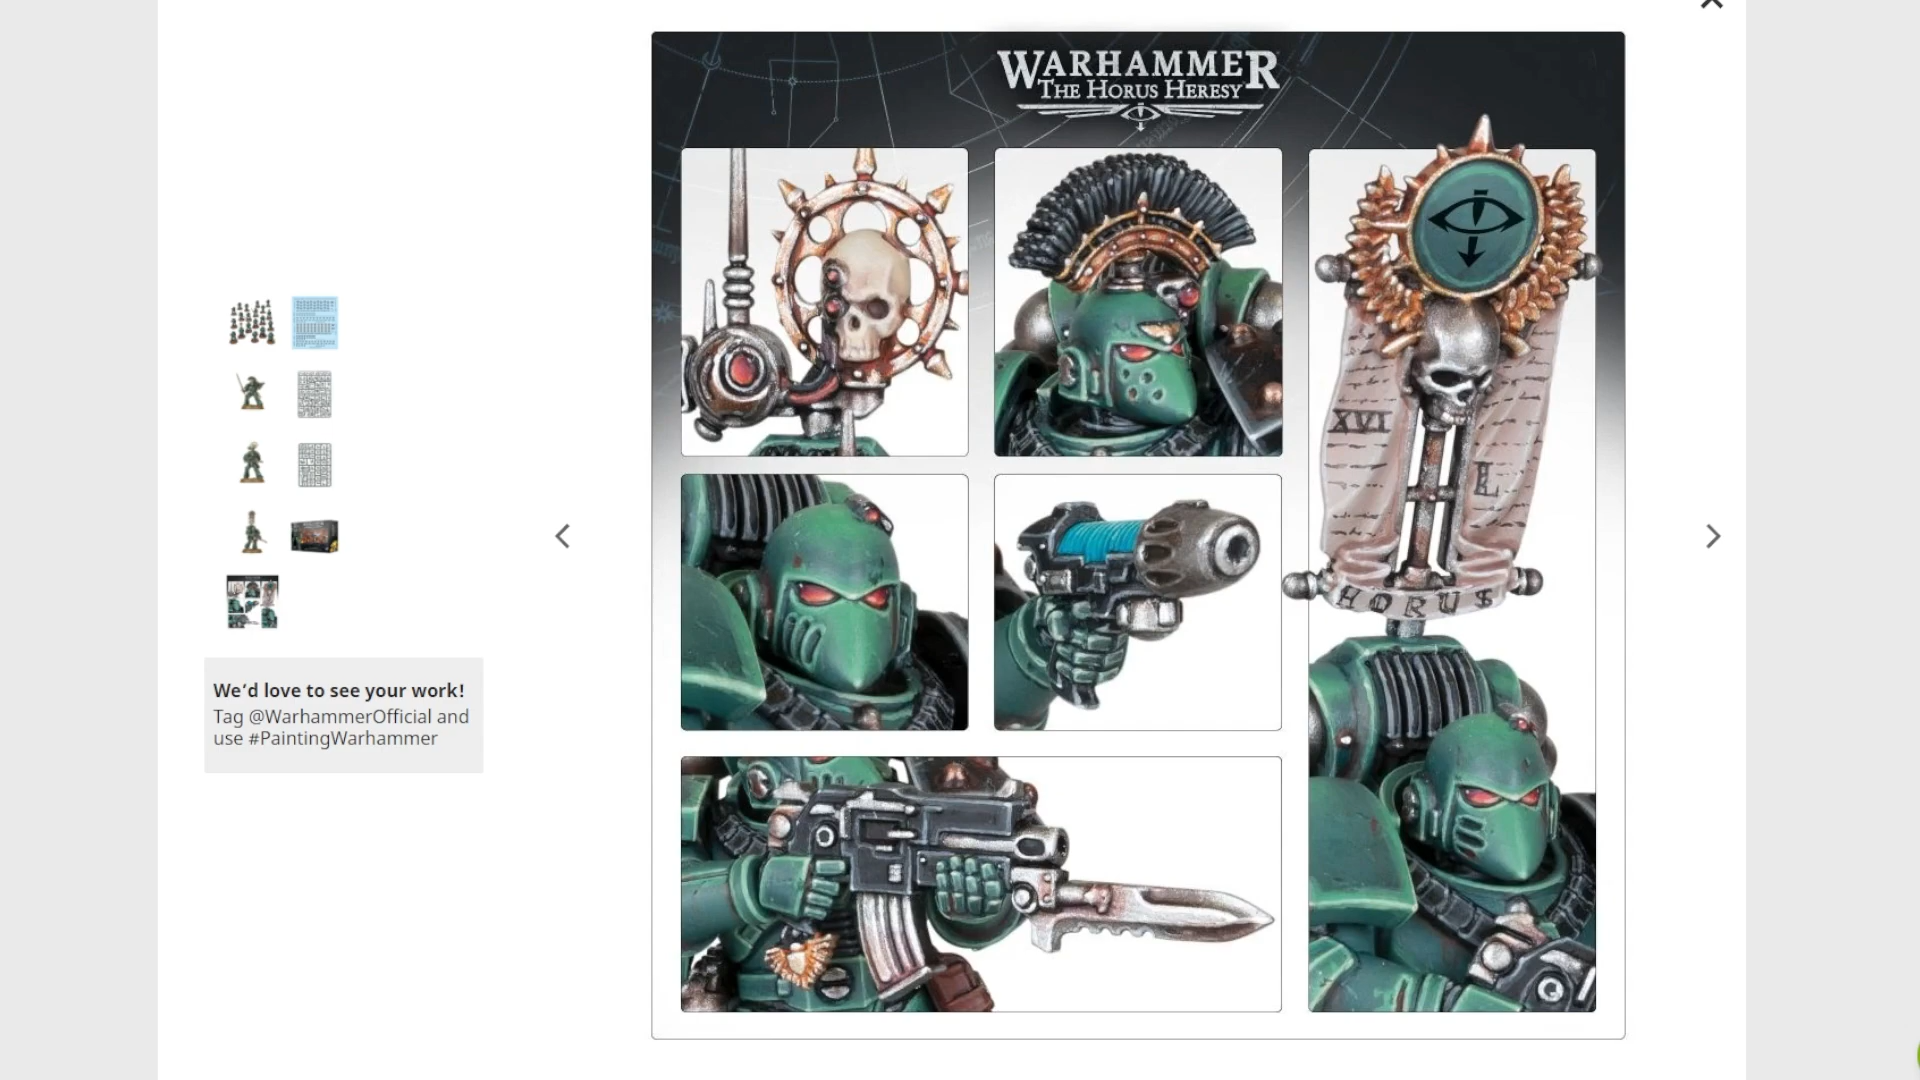 WARHAMMER
THE HORUS HERESY
XVI
L
HORUS
We'd love to see your work!
Tag @WarhammerOfficial and
use #PaintingWarhammer